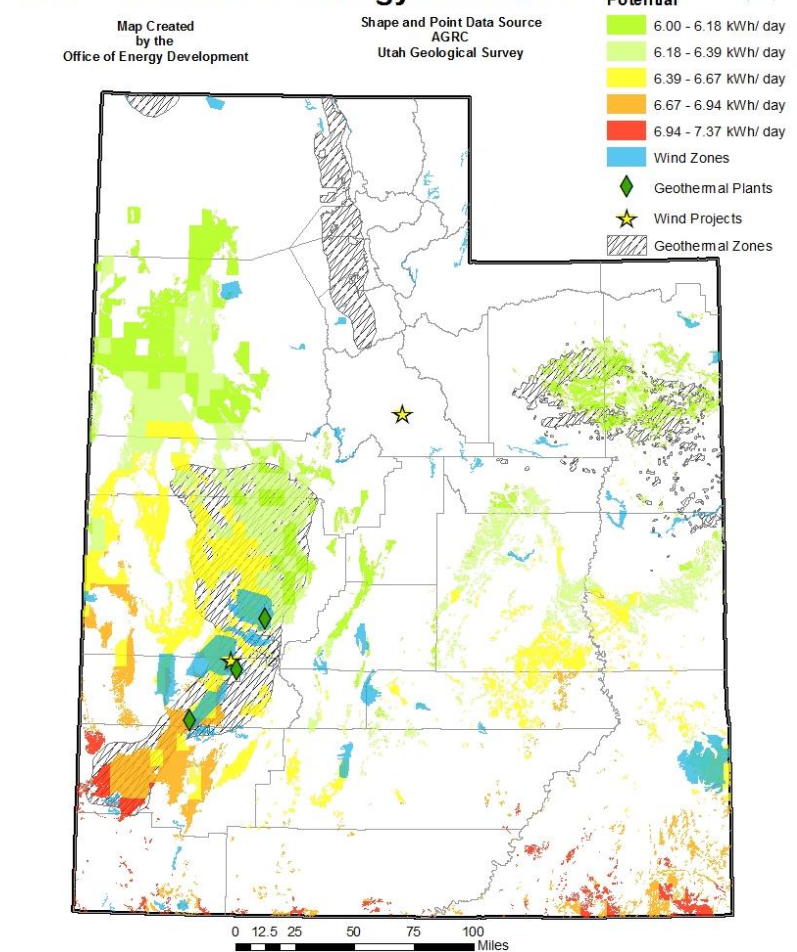 Map Created
by the
Office of Energy Development
Shape and Point Data Source
AGRC
Utah Geological Survey
Potential
6.00 - 6.18 kWh/ day
6.18 - 6.39 kWh/ day
6.39 - 6.67 kWh/ day
6.67 - 6.94 kWh/ day
6.94 - 7.37 kWh/ day
Wind Zones
Geothermal Plants
Wind Projects
Geothermal Zones
0 12.5 25 50 75 100
Miles